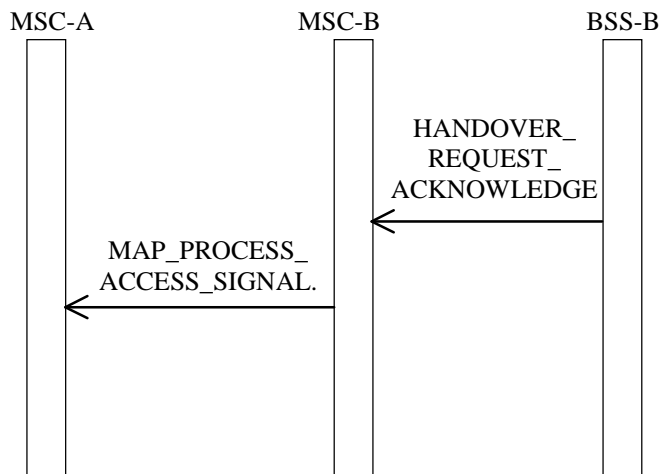 MSC-A
MSC-B
BSS-B
HANDOVER_
REQUEST_
ACKNOWLEDGE
MAP_PROCESS_
ACCESS_SIGNAL.